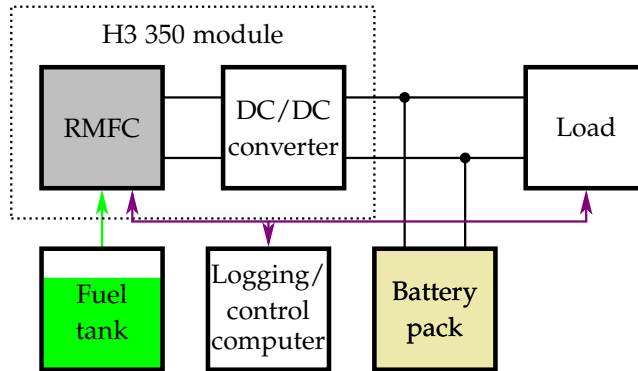 H3 350 module
RMFC
DC/DC
converter
Load
Fuel
tank
Logging/
control
computer
Battery
pack